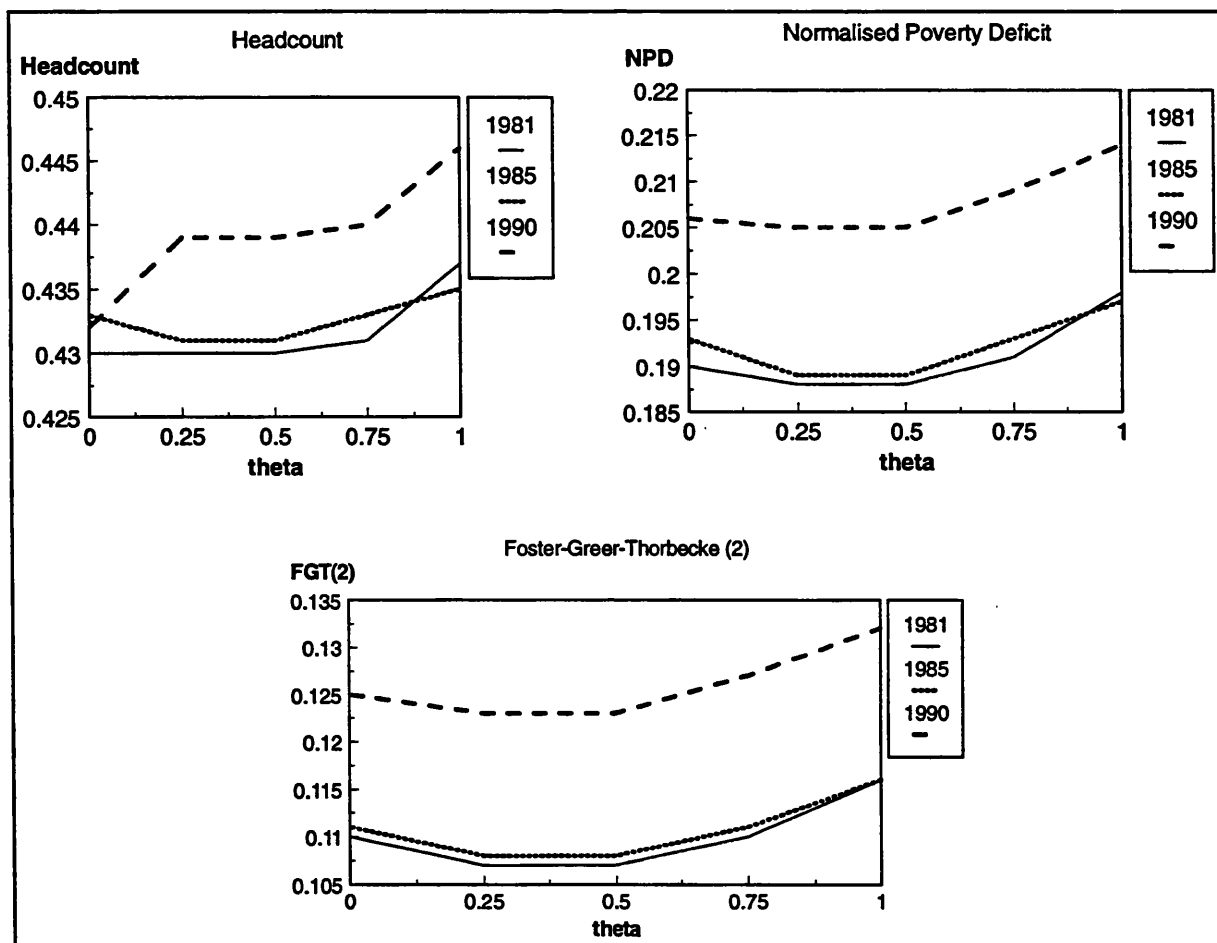 Headcount
Headcount
0.45
0.445
0.44
0.435
0.43
0.425
0 0.25 0.5 0.75 1
theta
1981
1985
1990
Normalised Poverty Deficit
NPD
0.22
0.215
0.21
0.205
0.2
0.195
0.19
0.185
0 0.25 0.5 0.75 1
theta
1981
1985
1990
Foster-Greer-Thorbecke (2)
FGT(2)
0.135
0.13
0.125
0.12
0.115
0.11
0.105
0 0.25 0.5 0.75 1
theta
1981
1985
1990